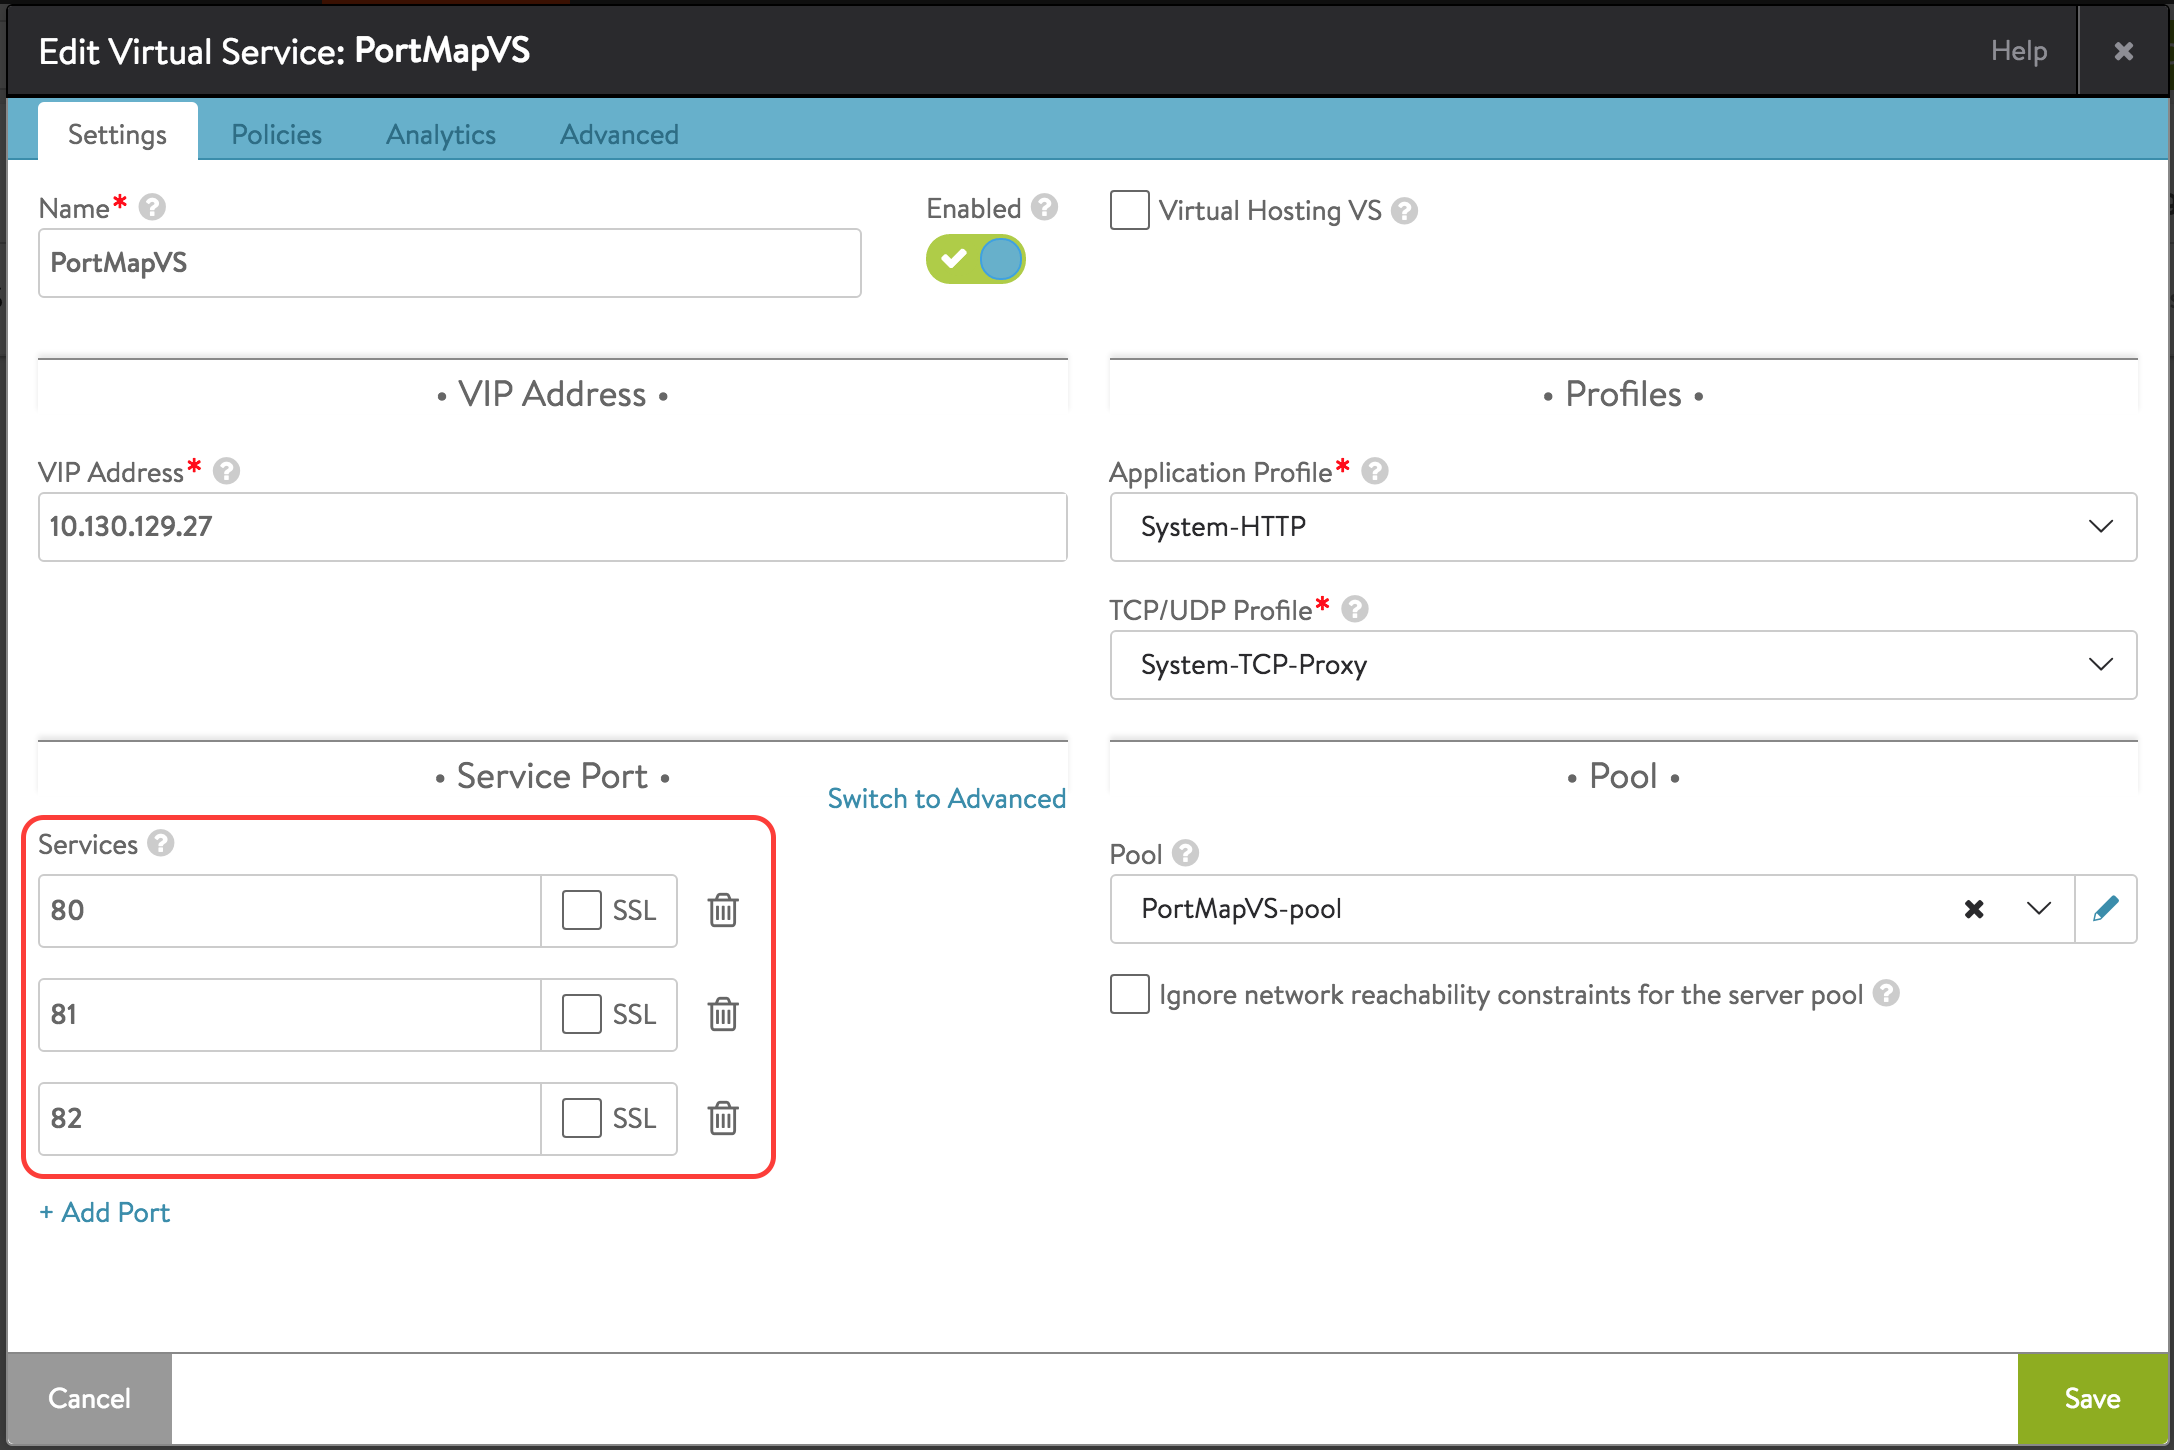 Edit Virtual Service: PortMapVS
Help
Settings
Policies
Analytics
Advanced
Name*
PortMapVS
Enabled
Virtual Hosting VS
• VIP Address •
VIP Address*
10.130.129.27
• Profiles •
Application Profile*
System-HTTP
TCP/UDP Profile*
System-TCP-Proxy
• Service Port •
Switch to Advanced
Services
80
SSL
81
SSL
82
SSL
+ Add Port
• Pool •
Pool
PortMapVS-pool
Ignore network reachability constraints for the server pool
Cancel
Save